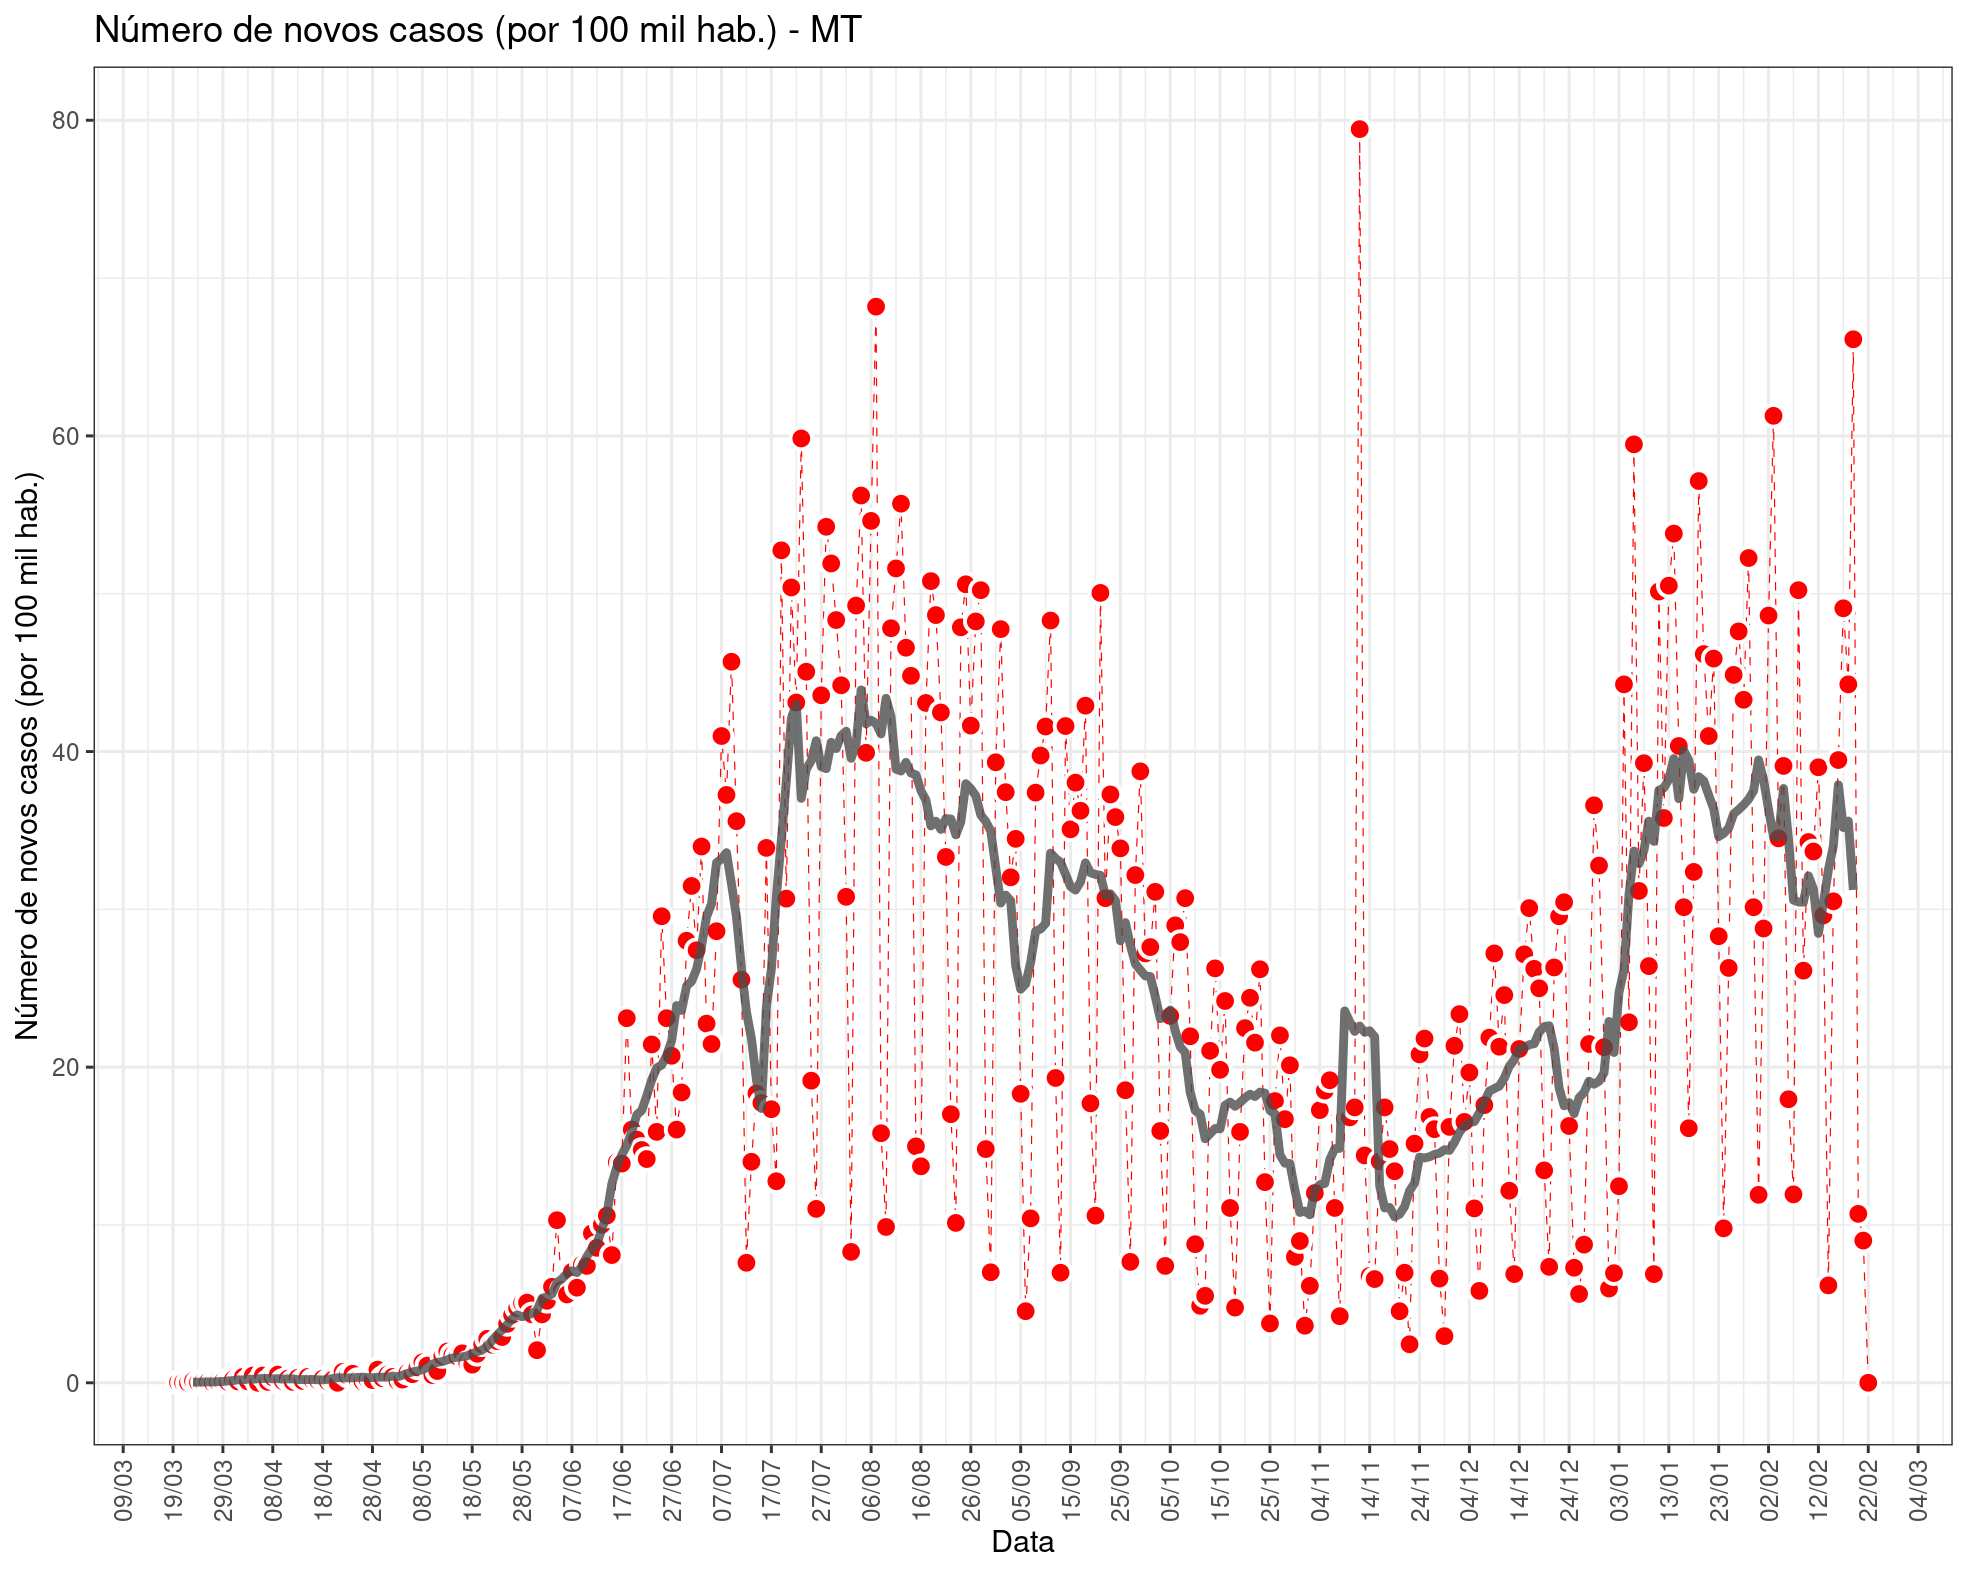 Número de novos casos (por 100 mil hab.) - MT
Número de novos casos (por 100 mil hab.)
80
60
40
20
0
09/03 19/03 29/03 08/04 18/04 28/04 08/05 18/05 28/05 07/06 17/06 27/06 07/07 17/07 27/07 06/08 16/08 26/08 05/09 15/09 25/09 05/10 15/10 25/10 04/11 14/11 24/11 04/12 14/12 24/12 03/01 13/01 23/01 02/02 12/02 22/02 04/03
Data